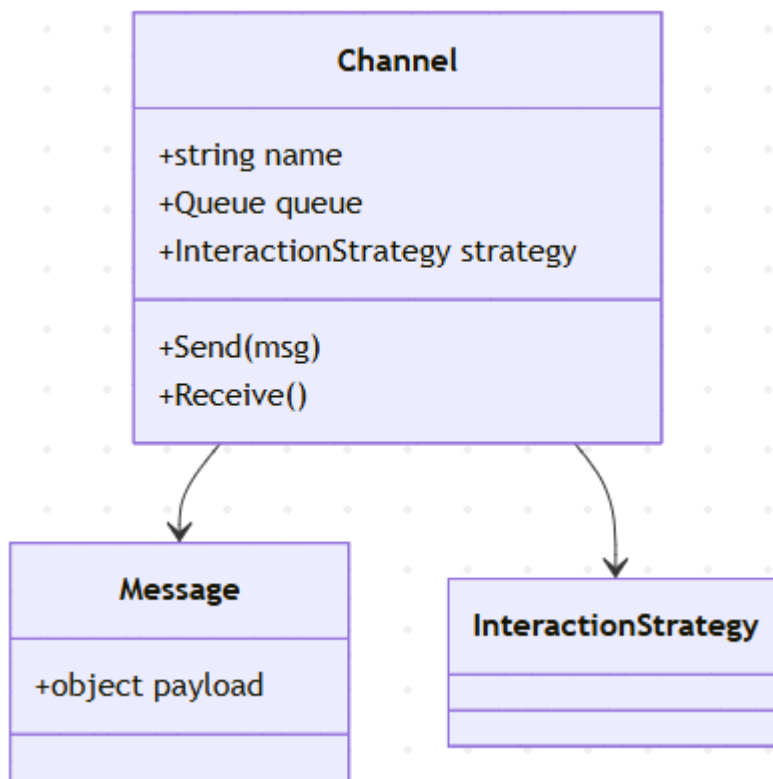 Channel
+string name
+Queue queue
+InteractionStrategy strategy
+Send(msg)
+Receive()
Message
+object payload
InteractionStrategy